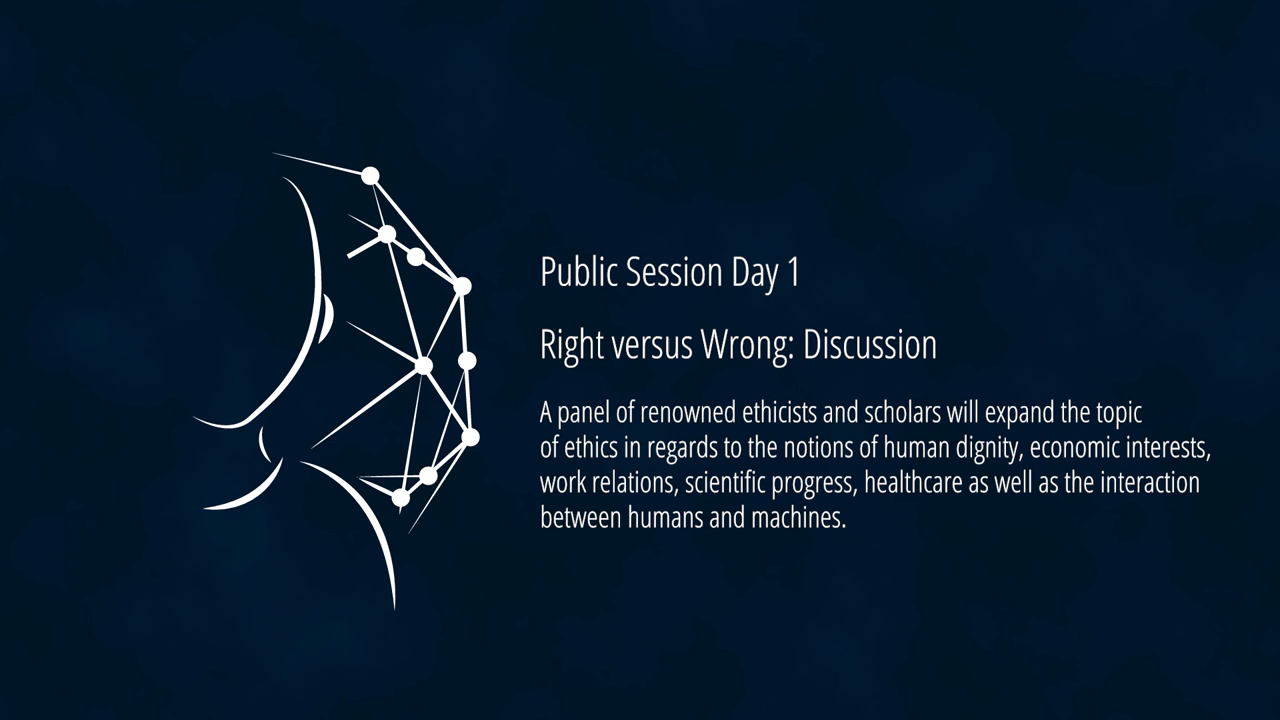 Public Session Day 1
Right versus Wrong: Discussion
A panel of renowned ethicists and scholars will expand the topic
of ethics in regards to the notions of human dignity, economic interests,
work relations, scientific progress, healthcare as well as the interaction
between humans and machines.